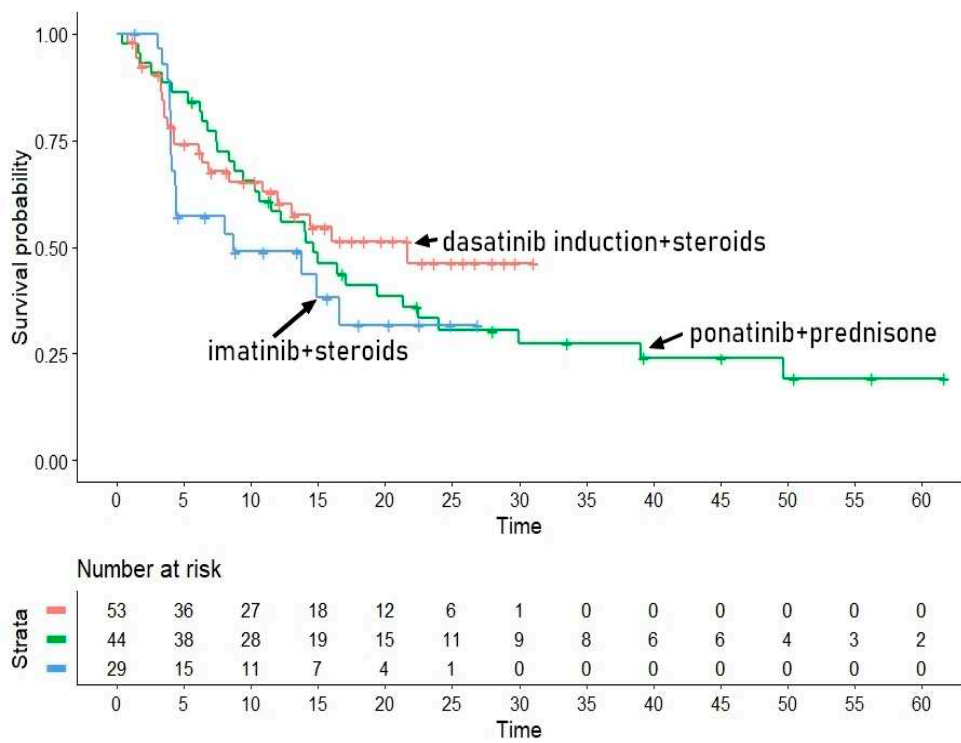 1.00
0.75
0.50
0.25
0.00
Survival probability
dasatinib induction+steroids
imatinib+steroids
ponatinib+prednisone
0 5 10 15 20 25 30 35 40 45 50 55 60
Time
Number at risk
Strata
53 36 27 18 12 6 1 0 0 0 0 0 0
44 38 28 19 15 11 9 8 6 6 4 3 2
29 15 11 7 4 1 0 0 0 0 0 0 0
0 5 10 15 20 25 30 35 40 45 50 55 60
Time